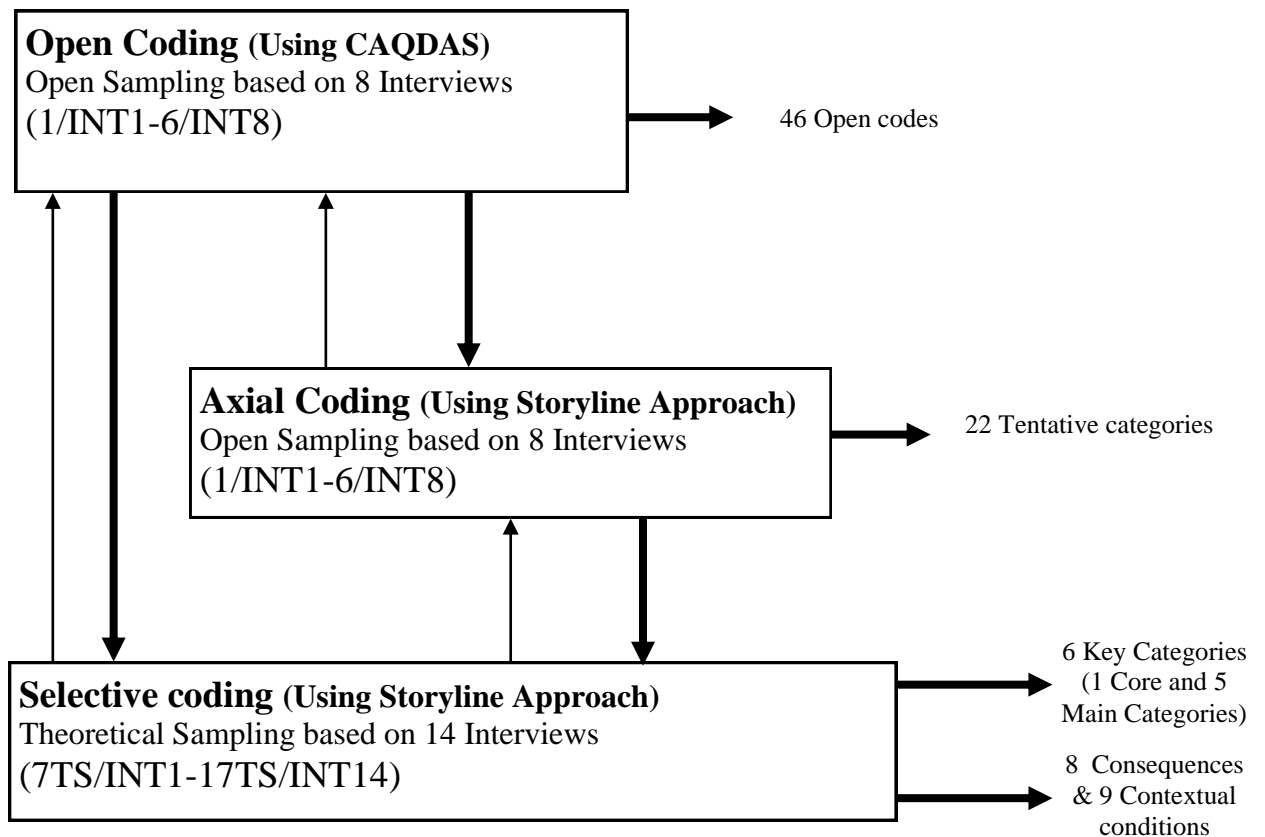 Open Coding (Using CAQDAS)
Open Sampling based on 8 Interviews
(1/INT1-6/INT8)
46 Open codes
Axial Coding (Using Storyline Approach)
Open Sampling based on 8 Interviews
(1/INT1-6/INT8)
22 Tentative categories
Selective coding (Using Storyline Approach)
Theoretical Sampling based on 14 Interviews
(7TS/INT1-17TS/INT14)
6 Key Categories
(1 Core and 5
Main Categories)
8 Consequences
& 9 Contextual
conditions